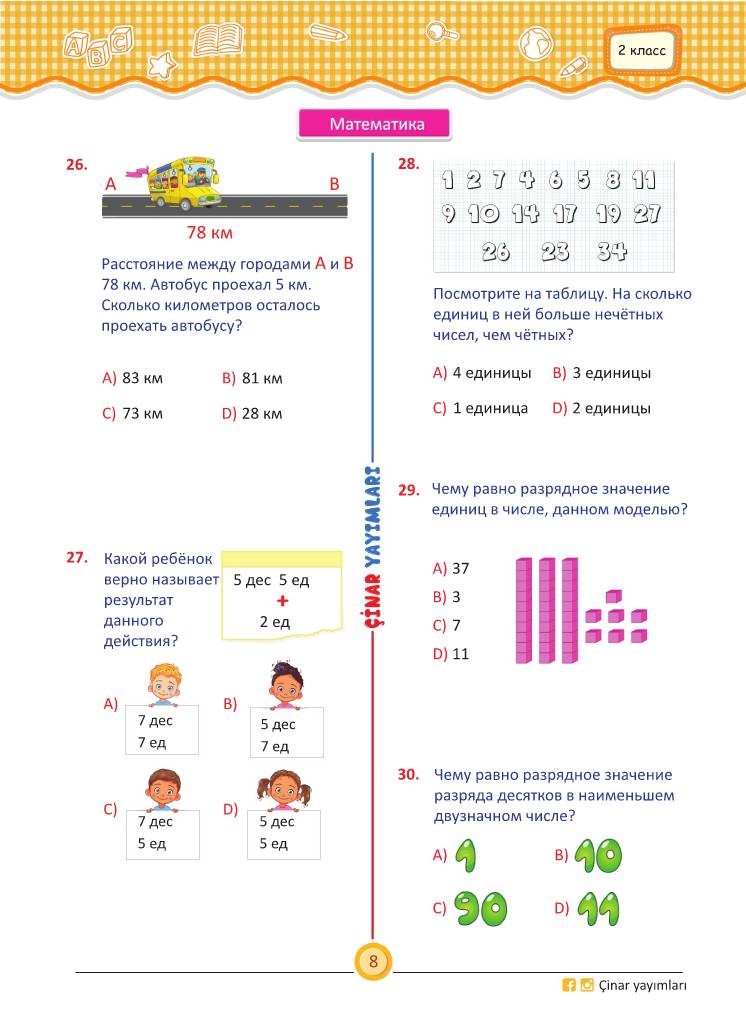 ABC
2 класс
Математика
26.
A B
78 км
Расстояние между городами A и B
78 км. Автобус проехал 5 км.
Сколько километров осталось
проехать автобусу?
A) 83 км B) 81 км
C) 73 км D) 28 км
27. Какой ребёнок
верно называет
результат
данного
действия?
5 дес 5 ед
+
2 ед
A) 7 дес
7 ед
B) 5 дес
7 ед
C) 7 дес
5 ед
D) 5 дес
5 ед
ÇİNAR YAYIMLARI
28.
1 2 7 4 6 5 8 11
9 10 14 17 19 27
26 23 34
Посмотрите на таблицу. На сколько
единиц в ней больше нечётных
чисел, чем чётных?
A) 4 единицы B) 3 единицы
C) 1 единица D) 2 единицы
29. Чему равно разрядное значение
единиц в числе, данном моделью?
A) 37
B) 3
C) 7
D) 11
30. Чему равно разрядное значение
разряда десятков в наименьшем
двузначном числе?
A) 1 B) 10
C) 90 D) 11
8
Çinar yayımları